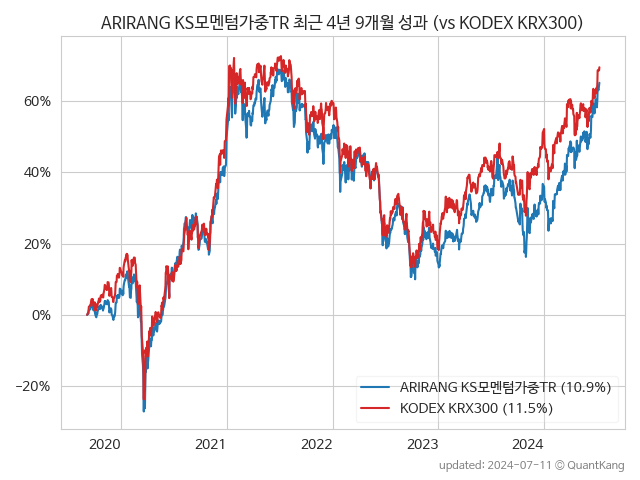 ARIRANG KS모멘텀가중TR 최근 4년 9개월 성과 (vs KODEX KRX300)
60%
40%
20%
0%
−20%
ARIRANG KS모멘텀가중TR (10.9%)
KODEX KRX300 (11.5%)
2020 2021 2022 2023 2024
updated: 2024-07-11 © QuantKang